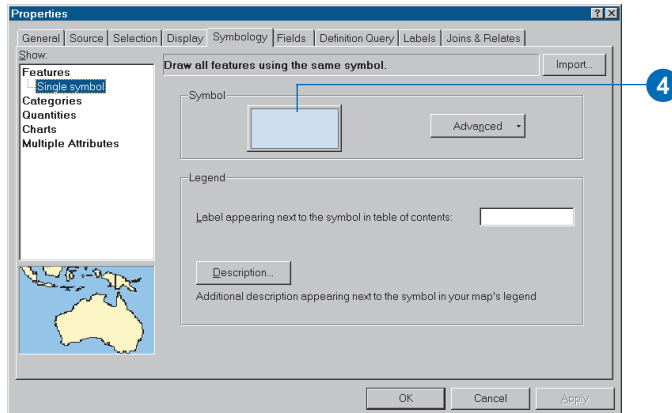 Properties
General Source Selection Display Symbology Fields Definition Query Labels Joins & Relates
Show:
Features
Single symbol
Categories
Quantities
Charts
Multiple Attributes
Draw all features using the same symbol.
Import...
Symbol
Advanced
4
Legend
Label appearing next to the symbol in table of contents:
Description...
Additional description appearing next to the symbol in your map's legend
OK Cancel Apply